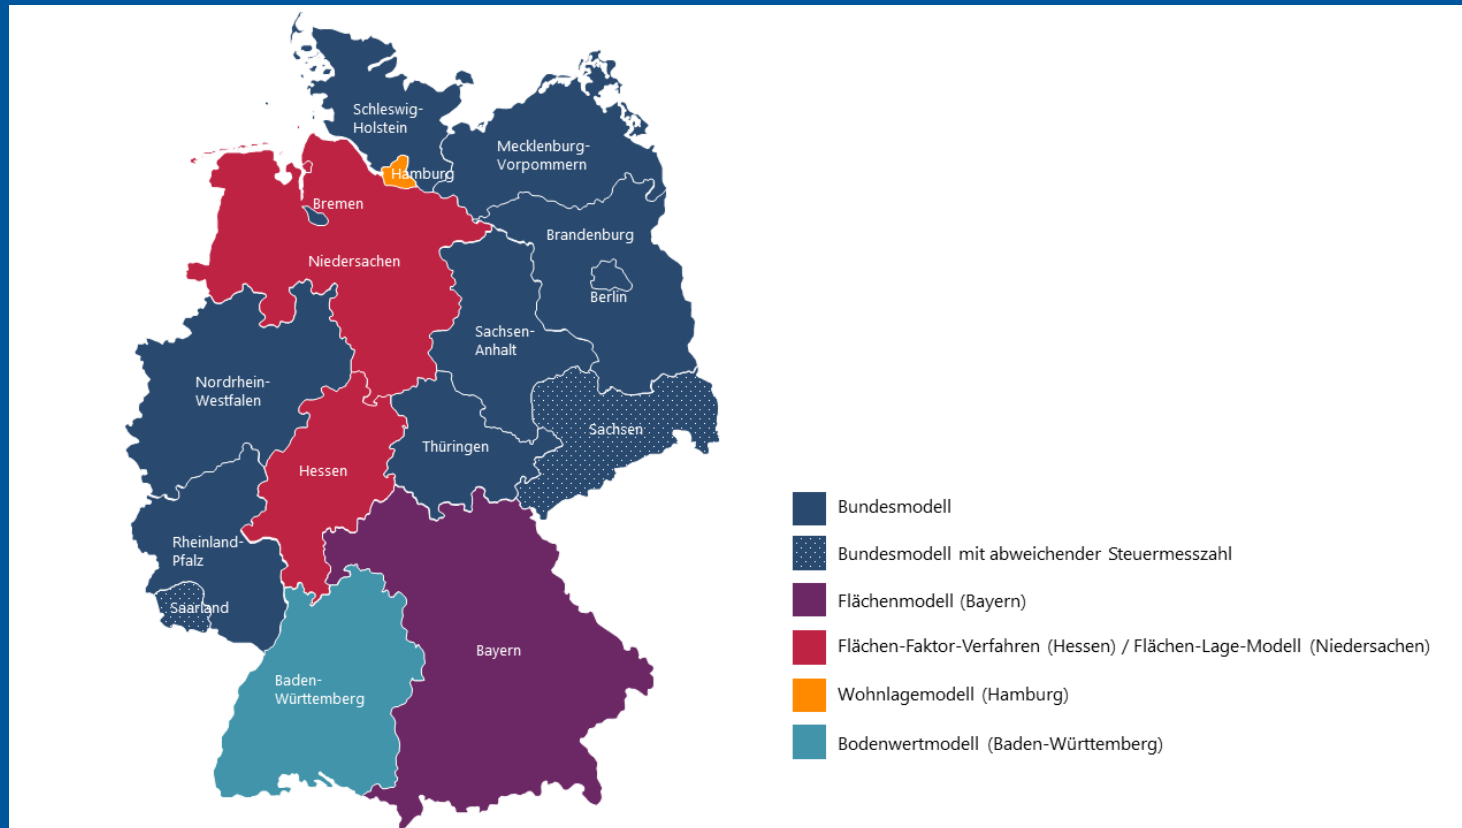 Schleswig-
Holstein
Mecklenburg-
Vorpommern
Hamburg
Bremen
Brandenburg
Niedersachen
Berlin
Sachsen-
Anhalt
Nordrhein-
Westfalen
Sachsen
Thüringen
Hessen
Rheinland-
Pfalz
Saarland
Bayern
Baden-
Württemberg
Bundesmodell
Bundesmodell mit abweichender Steuermesszahl
Flächenmodell (Bayern)
Flächen-Faktor-Verfahren (Hessen) / Flächen-Lage-Modell (Niedersachen)
Wohnlagemodell (Hamburg)
Bodenwertmodell (Baden-Württemberg)